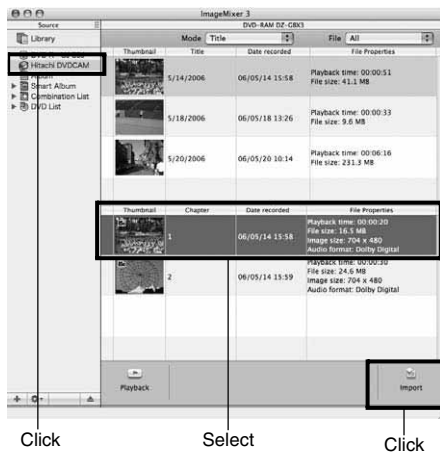 ImageMixer 3
Source
DVD-RAM DZ-GBX3
Library
Mode Title
File All
Hitachi DVDCAM
Album
Smart Album
Combination List
DVD List
Thumbnail Title Date recorded File Properties
5/14/2006 06/05/14 15:58 Playback time: 00:00:51
File size: 41.1 MB
5/18/2006 06/05/18 13:26 Playback time: 00:00:33
File size: 9.6 MB
5/20/2006 06/05/20 10:14 Playback time: 00:06:16
File size: 231.3 MB
Thumbnail Chapter Date recorded File Properties
1 06/05/14 15:58 Playback time: 00:00:20
File size: 16.5 MB
Image size: 704 x 480
Audio format: Dolby Digital
2 06/05/14 15:59 Playback time: 00:00:30
File size: 24.6 MB
Image size: 704 x 480
Audio format: Dolby Digital
Playback
Import
Click
Select
Click